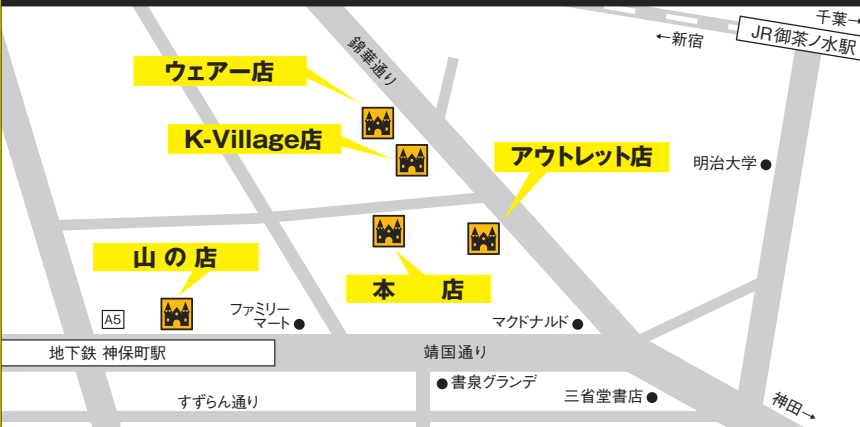 千葉→
←新宿
JR御茶ノ水駅
錦華通り
ウェアー店
K-Village店
アウトレット店
明治大学●
山の店
本 店
A5
ファミリー
マート●
マクドナルド●
地下鉄 神保町駅
靖国通り
●書泉グランデ
三省堂書店●
すずらん通り
神田→